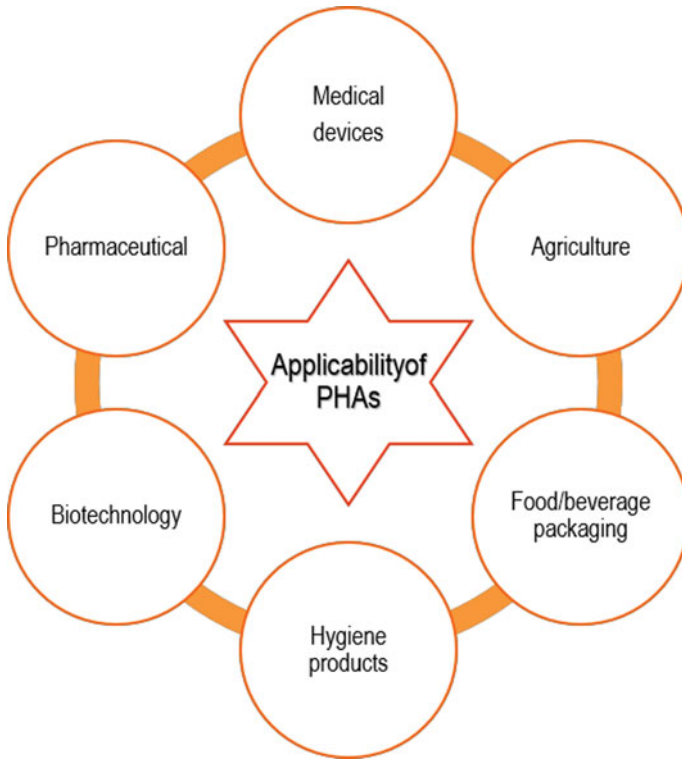 Medical
devices
Pharmaceutical
Agriculture
Applicabilityof
PHAs
Biotechnology
Food/beverage
packaging
Hygiene
products